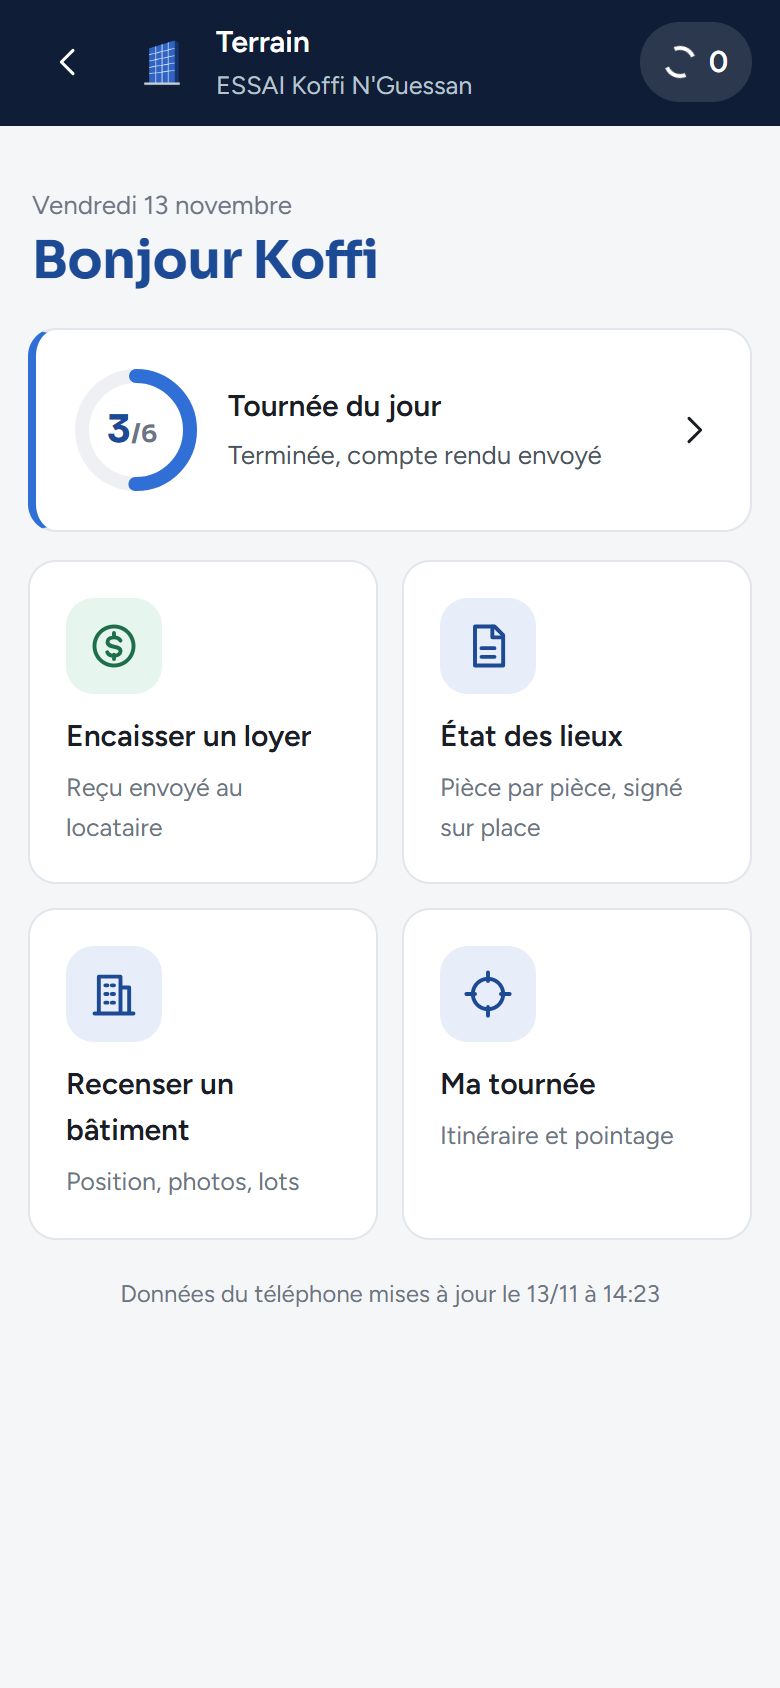 Terrain
ESSAI Koffi N'Guessan
0
Vendredi 13 novembre
Bonjour Koffi
3/6
Tournée du jour
Terminée, compte rendu envoyé
$
Encaisser un loyer
Reçu envoyé au
locataire
État des lieux
Pièce par pièce, signé
sur place
Recenser un
bâtiment
Position, photos, lots
Ma tournée
Itinéraire et pointage
Données du téléphone mises à jour le 13/11 à 14:23